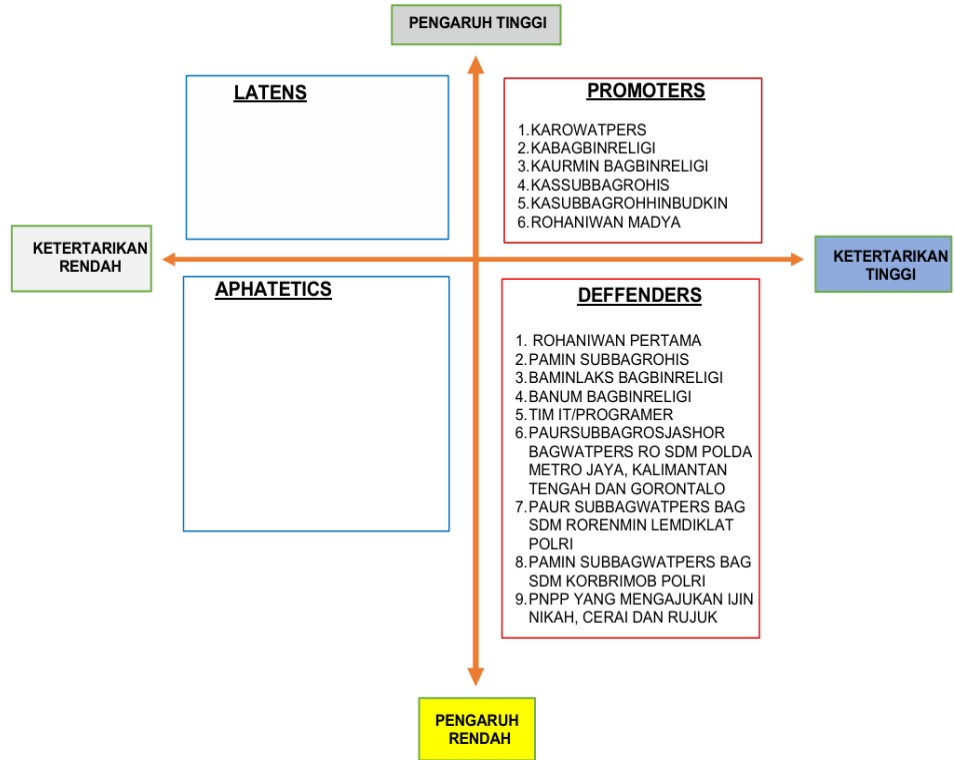 PENGARUH TINGGI
LATENS
PROMOTERS
1.KAROWATPERS
2.KABAGBINRELIGI
3.KAURMIN BAGBINRELIGI
4.KASSUBBAGROHIS
5.KASUBBAGROHHINBUDKIN
6.ROHANIWAN MADYA
KETERTARIKAN
RENDAH
KETERTARIKAN
TINGGI
APHATETICS
DEFFENDERS
1. ROHANIWAN PERTAMA
2.PAMIN SUBBAGROHIS
3.BAMINLAKS BAGBINRELIGI
4.BANUM BAGBINRELIGI
5.TIM IT/PROGRAMER
6.PAURSUBBAGROSJASHOR
BAGWATPERS RO SDM POLDA
METRO JAYA, KALIMANTAN
TENGAH DAN GORONTALO
7.PAUR SUBBAGWATPERS BAG
SDM RORENMIN LEMDIKLAT
POLRI
8.PAMIN SUBBAGWATPERS BAG
SDM KORBRIMOB POLRI
9.PNPP YANG MENGAJUKAN IJIN
NIKAH, CERAI DAN RUJUK
PENGARUH
RENDAH